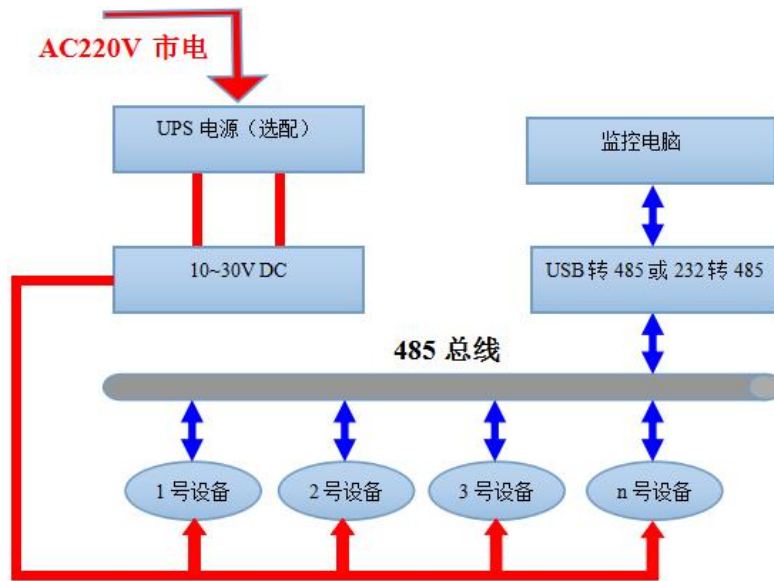 AC220V 市电
UPS 电源（选配）
监控电脑
10~30V DC
USB 转 485 或 232 转 485
485 总线
1 号设备
2 号设备
3 号设备
n 号设备